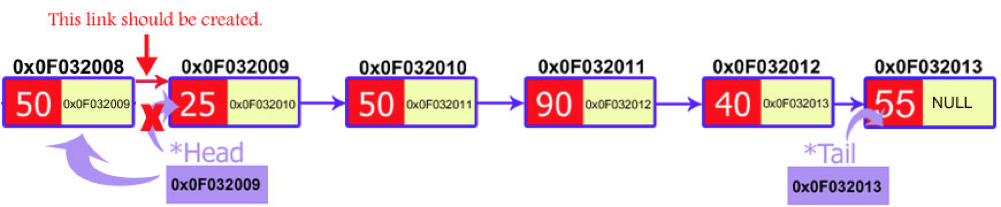 This link should be created.
0x0F032008 0x0F032009 0x0F032010 0x0F032011 0x0F032012 0x0F032013
50 0x0F032009 25 0x0F032010 50 0x0F032011 90 0x0F032012 40 0x0F032013 55 NULL
X
*Head *Tail
0x0F032009 0x0F032013